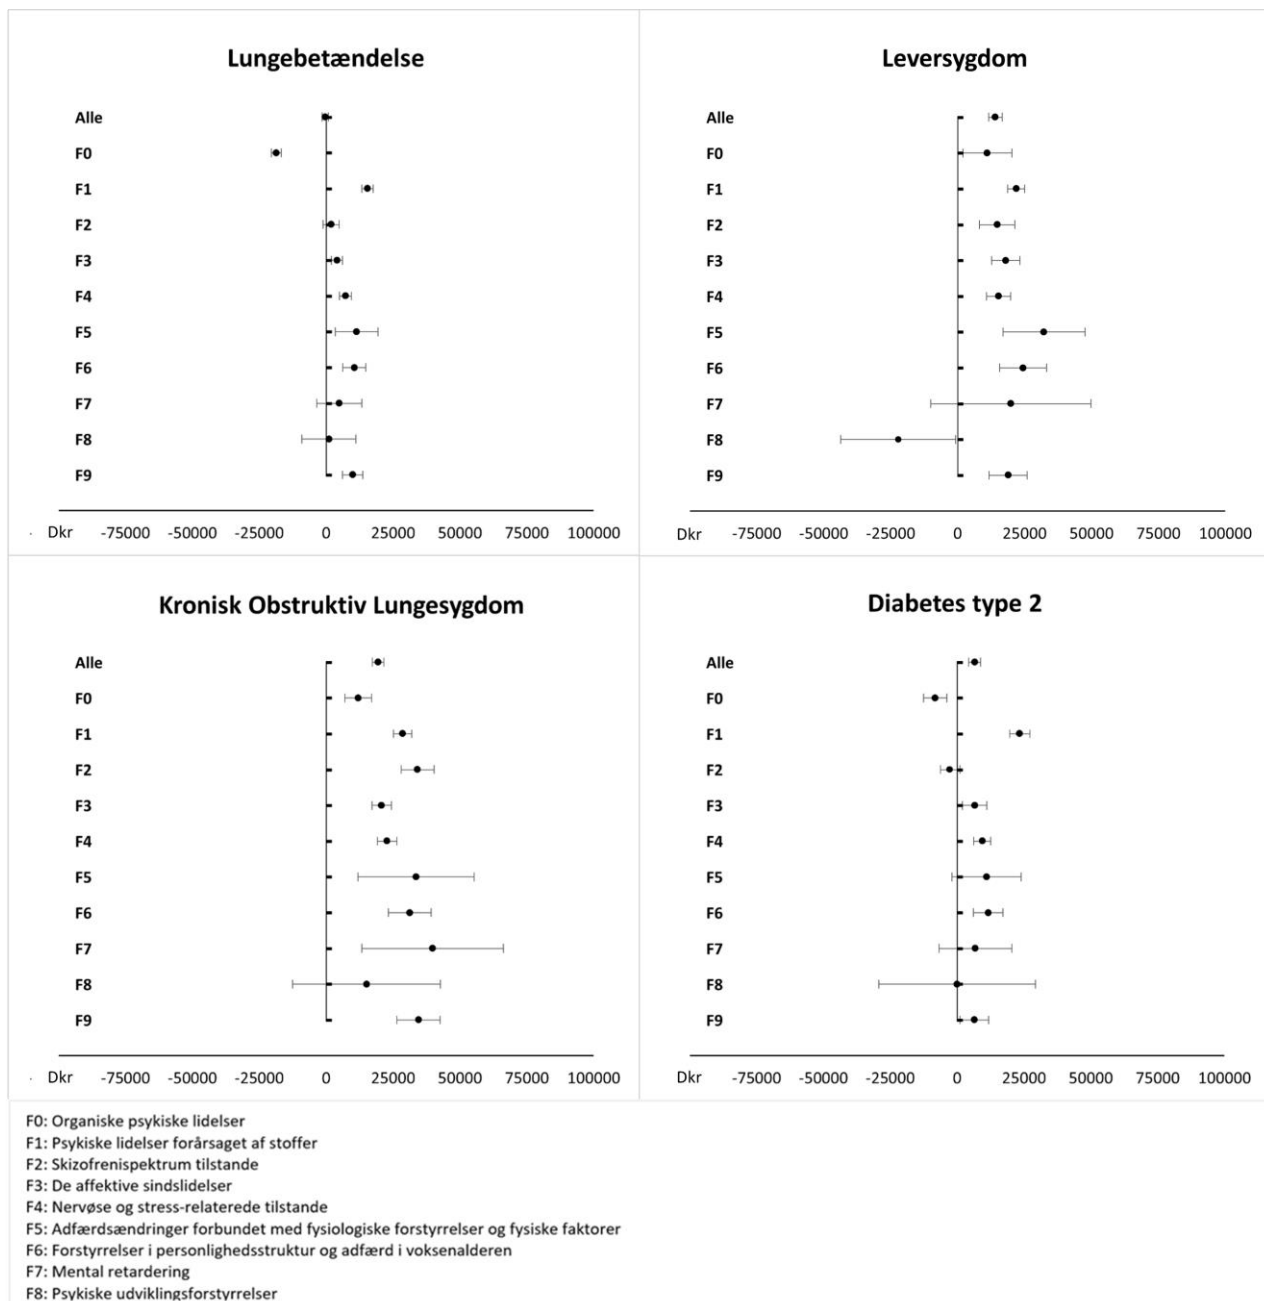 Lungebetændelse
Alle
F0
F1
F2
F3
F4
F5
F6
F7
F8
F9
Dkr -75000 -50000 -25000 0 25000 50000 75000 100000
Leversygdom
Alle
F0
F1
F2
F3
F4
F5
F6
F7
F8
F9
Dkr -75000 -50000 -25000 0 25000 50000 75000 100000
Kronisk Obstruktiv Lungesygdom
Alle
F0
F1
F2
F3
F4
F5
F6
F7
F8
F9
Dkr -75000 -50000 -25000 0 25000 50000 75000 100000
Diabetes type 2
Alle
F0
F1
F2
F3
F4
F5
F6
F7
F8
F9
Dkr -75000 -50000 -25000 0 25000 50000 75000 100000
F0: Organiske psykiske lidelser
F1: Psykiske lidelser forårsaget af stoffer
F2: Skizofrenispektrum tilstande
F3: De affektive sindslidelser
F4: Nervøse og stress-relaterede tilstande
F5: Adfærdsændringer forbundet med fysiologiske forstyrrelser og fysiske faktorer
F6: Forstyrrelser i personlighedsstruktur og adfærd i voksenalderen
F7: Mental retardering
F8: Psykiske udviklingsforstyrrelser